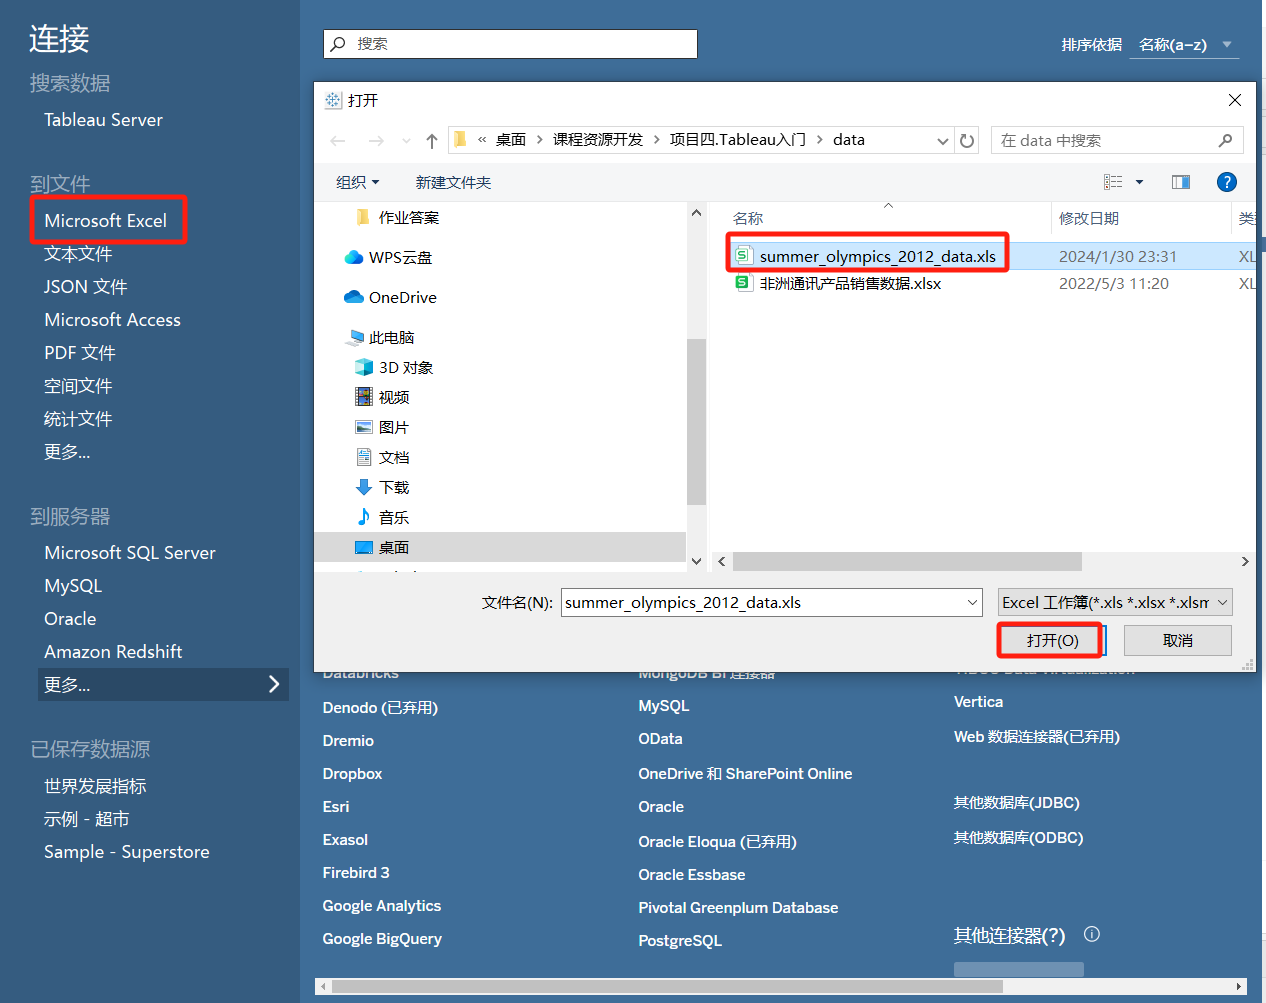 连接
搜索数据
Tableau Server
到文件
Microsoft Excel
文本文件
JSON 文件
Microsoft Access
PDF 文件
空间文件
统计文件
更多...
到服务器
Microsoft SQL Server
MySQL
Oracle
Amazon Redshift
更多...
已保存数据源
世界发展指标
示例 - 超市
Sample - Superstore
搜索
排序依据 名称(a-z)
打开
« 桌面 › 课程资源开发 › 项目四.Tableau入门 › data
在 data 中搜索
组织
新建文件夹
作业答案
WPS云盘
OneDrive
此电脑
3D 对象
视频
图片
文档
下载
音乐
桌面
名称 修改日期
summer_olympics_2012_data.xls 2024/1/30 23:31 XL
非洲通讯产品销售数据.xlsx 2022/5/3 11:20 XL
文件名(N): summer_olympics_2012_data.xls
Excel 工作簿(*.xls *.xlsx *.xlsm
打开(O) 取消
Databricks
Denodo (已弃用)
Dremio
Dropbox
Esri
Exasol
Firebird 3
Google Analytics
Google BigQuery
MongoDB BI 连接器
MySQL
OData
OneDrive 和 SharePoint Online
Oracle
Oracle Eloqua (已弃用)
Oracle Essbase
Pivotal Greenplum Database
PostgreSQL
Vertica
Web 数据连接器(已弃用)
其他数据库(JDBC)
其他数据库(ODBC)
其他连接器(?)